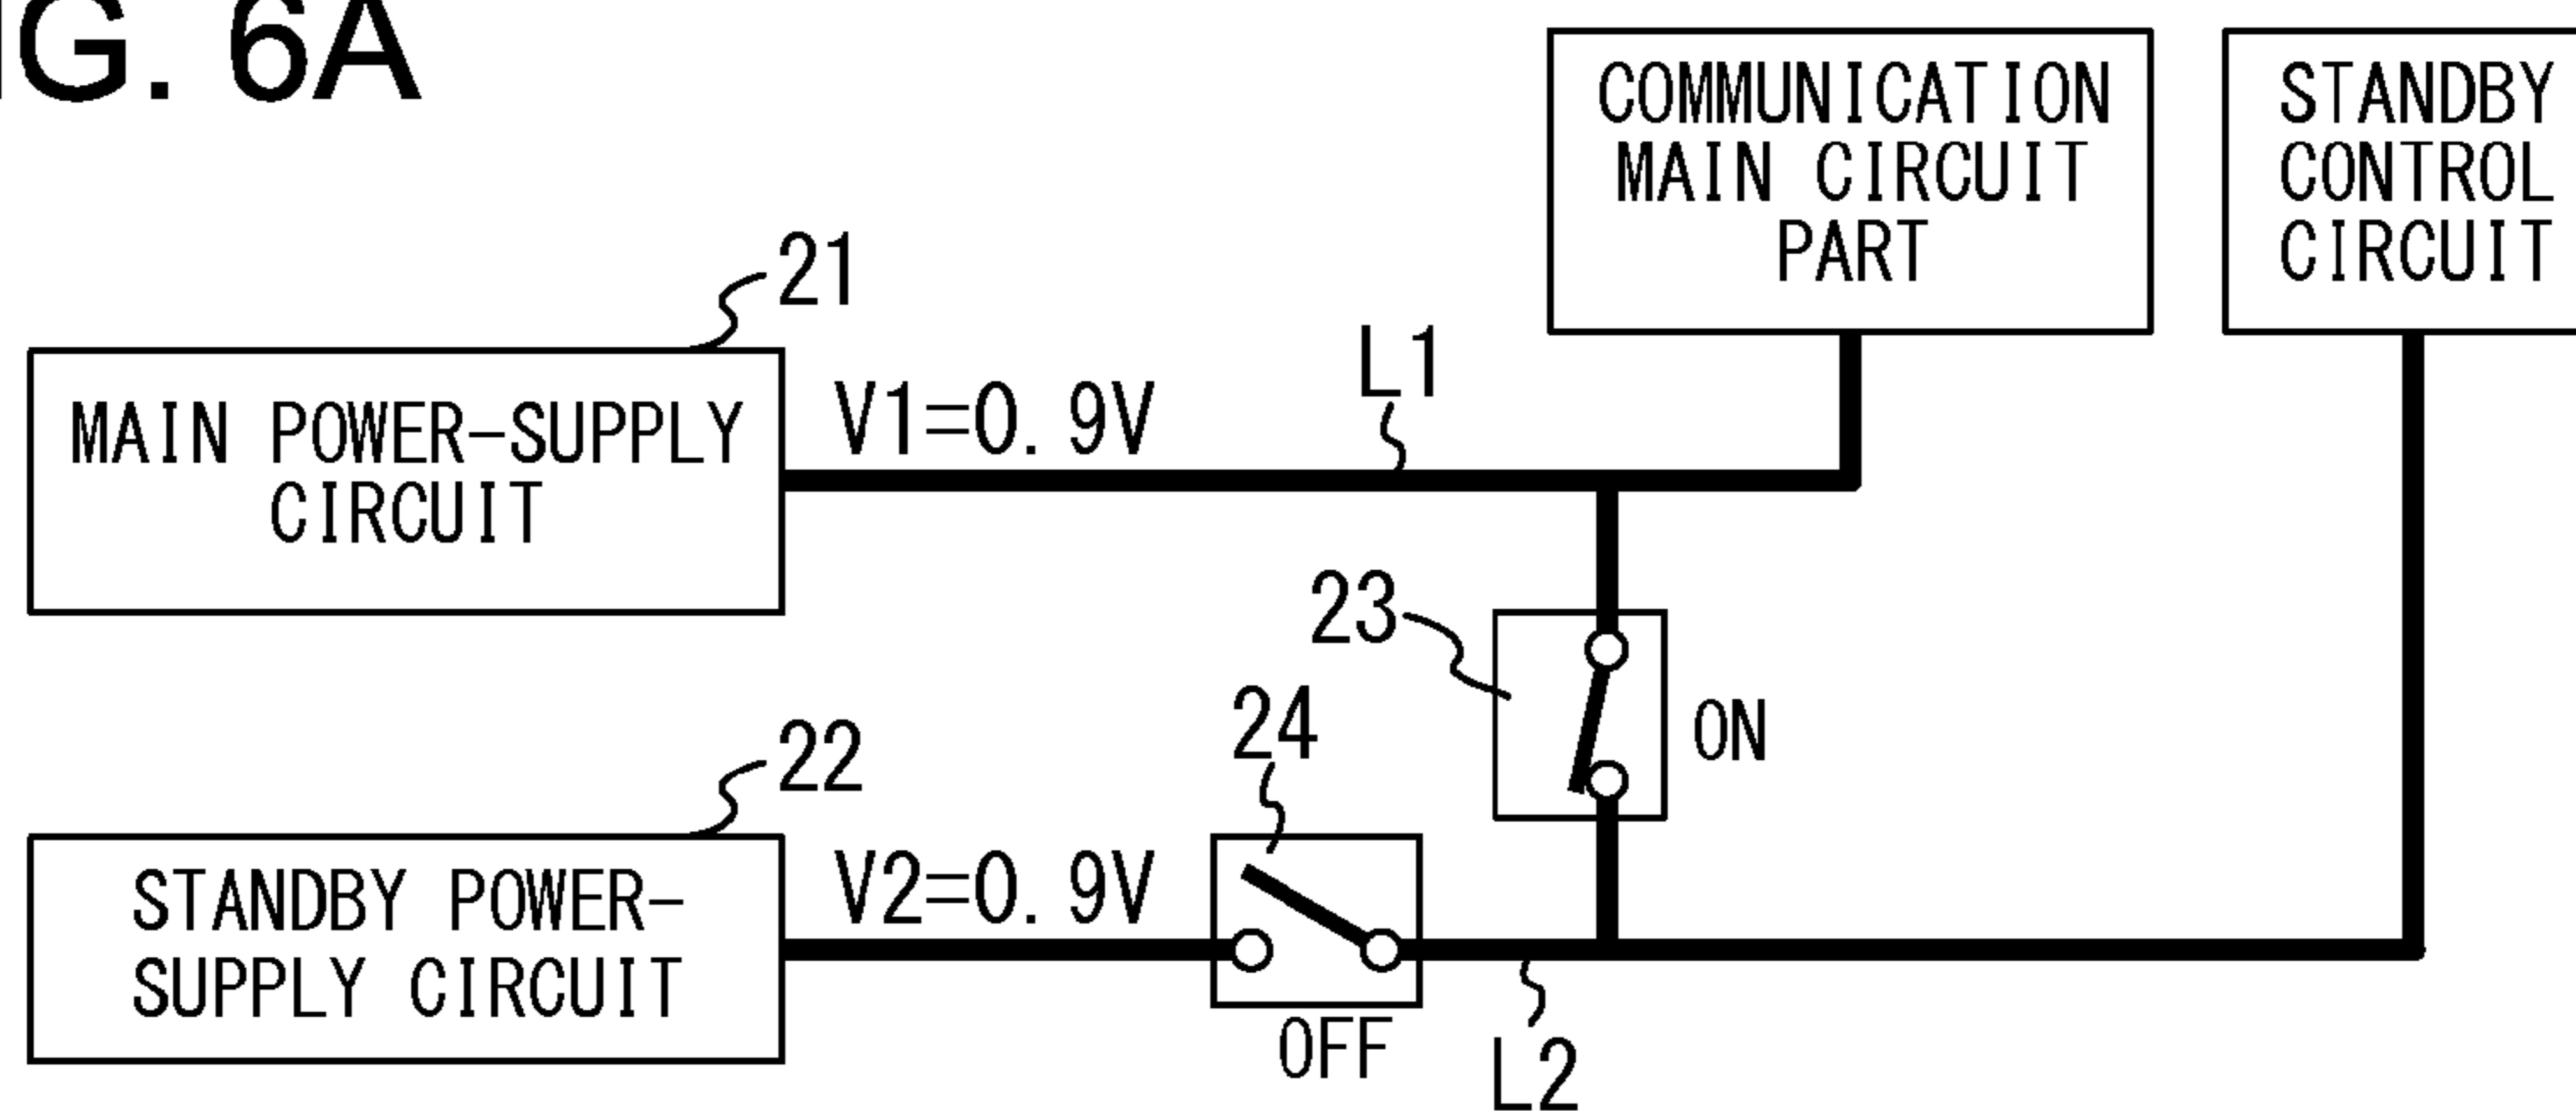 G. 6A
COMMUNICATION
MAIN CIRCUIT
PART
STANDBY
CONTROL
CIRCUIT
21
MAIN POWER-SUPPLY
CIRCUIT
V1=0.9V
L1
23
ON
24
OFF
22
STANDBY POWER-
SUPPLY CIRCUIT
V2=0.9V
L2